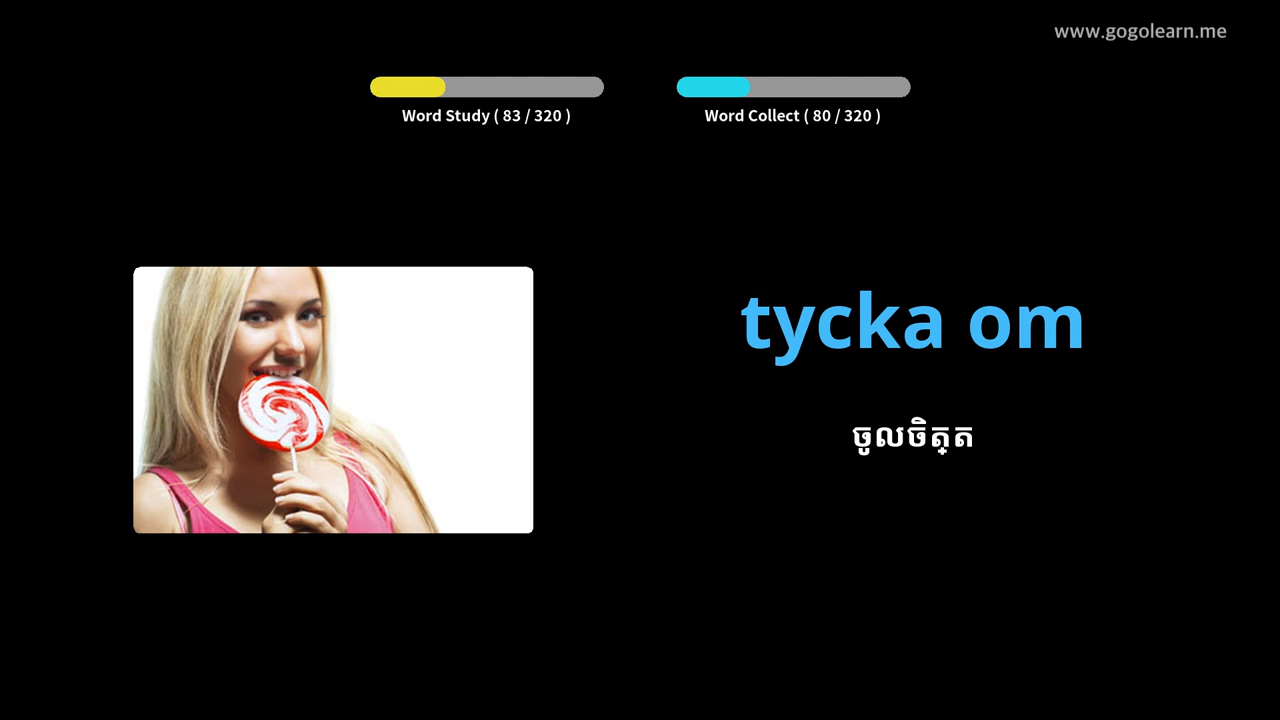 www.gogolearn.me
Word Study ( 83 / 320 )
Word Collect ( 80 / 320 )
tycka om
ចូលចិត្ត